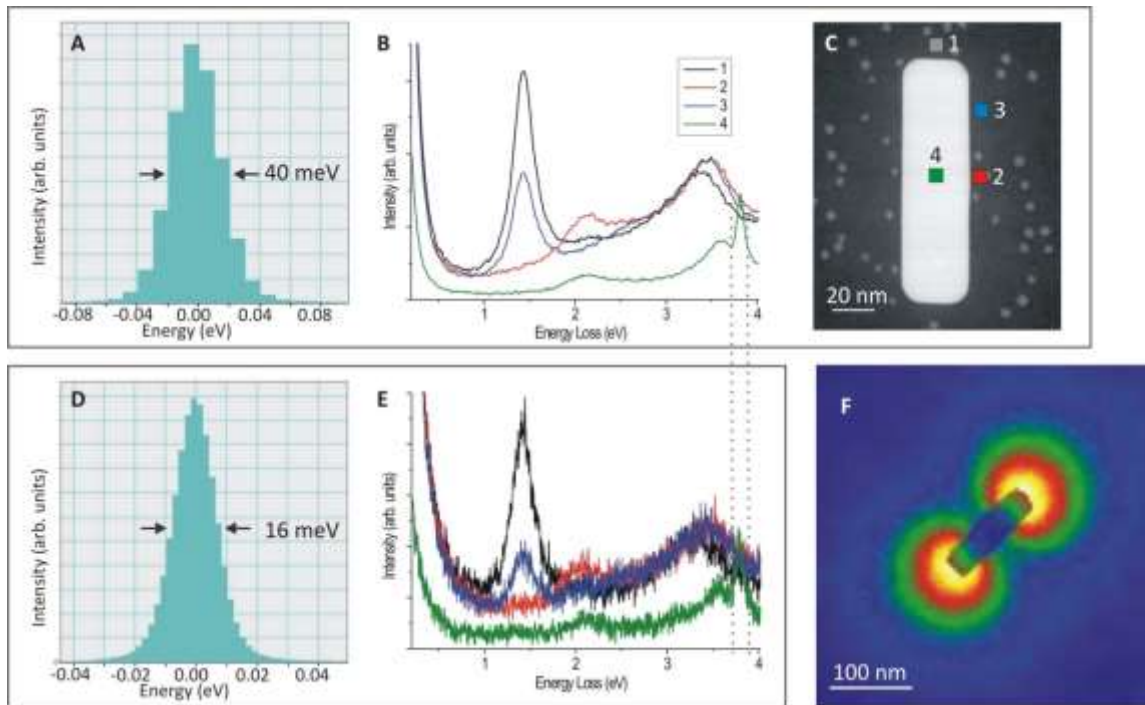 A
Intensity (arb. units)
40 meV
-0.08 -0.04 0.00 0.04 0.08
Energy (eV)
B
Intensity (arb. units)
1
2
3
4
1 2 3 4
Energy Loss (eV)
C
1
3
4
2
20 nm
D
Intensity (arb. units)
16 meV
-0.04 -0.02 0.00 0.02 0.04
Energy (eV)
E
Intensity (arb. units)
1 2 3 4
Energy Loss (eV)
F
100 nm